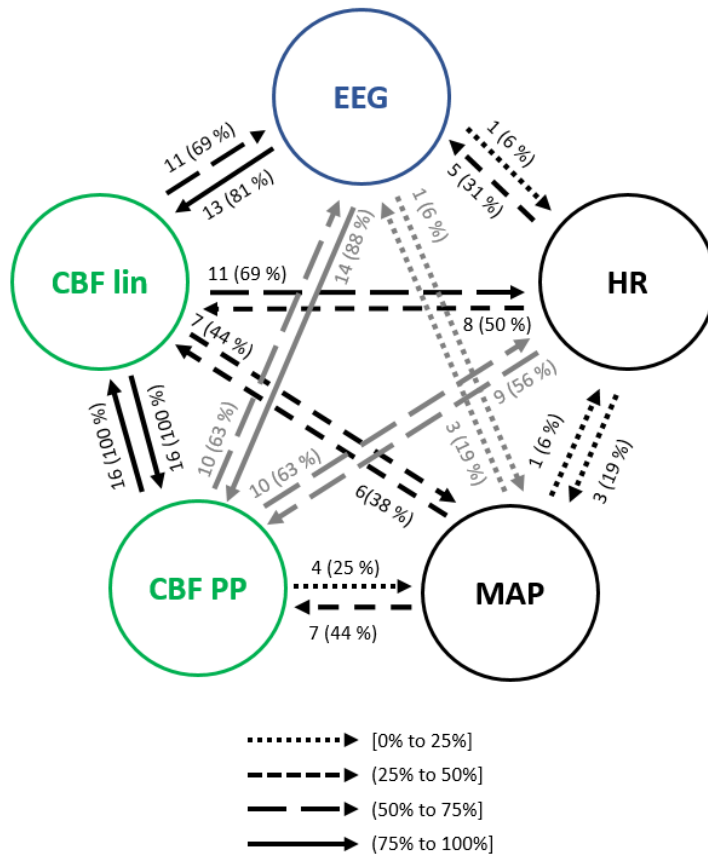 EEG
11 (69 %)
13 (81 %)
1 (6 %)
5 (31 %)
14 (88 %)
1 (6 %)
CBF lin
11 (69 %)
HR
7 (44 %)
8 (50 %)
9 (56 %)
16 (100 %)
16 (100 %)
10 (63 %)
10 (63 %)
3 (19 %)
6(38 %)
1 (6 %)
3 (19 %)
CBF PP
4 (25 %)
7 (44 %)
MAP
[0% to 25%]
(25% to 50%]
(50% to 75%]
(75% to 100%]